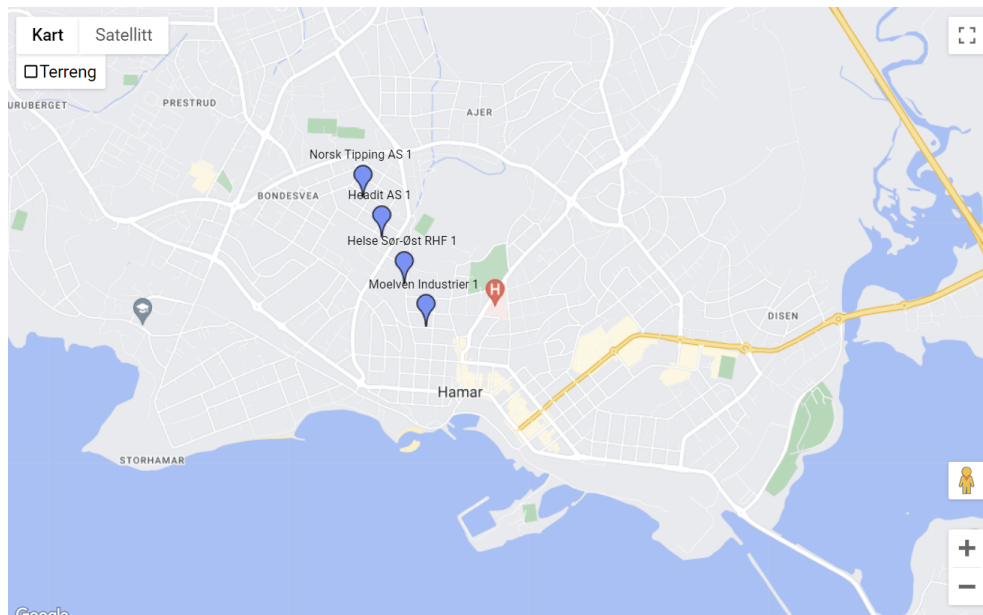 Kart
Satellitt
Terreng
URUBERGET
PRESTRUD
AJER
Norsk Tipping AS 1
BONDESVEA
Headit AS 1
Helse Sør-Øst RHF 1
Moelven Industrier 1
H
DISEN
Hamar
STORHAMAR
Google